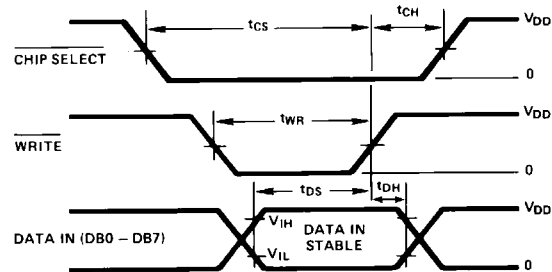 tCS
tCH
VDD
CHIP SELECT
0
VDD
tWR
WRITE
0
tDS
tDH
VDD
VIH
DATA IN (DB0 – DB7)
DATA IN
STABLE
VIL
0